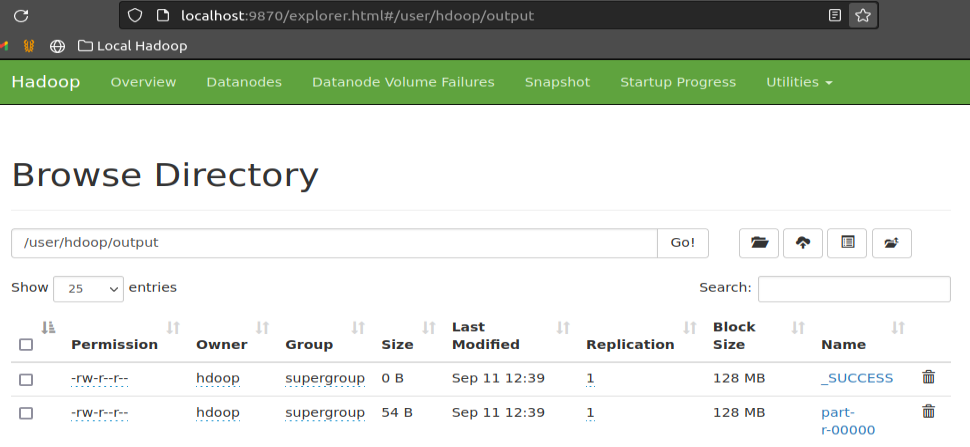 localhost:9870/explorer.html#/user/hdoop/output
Local Hadoop
Hadoop Overview Datanodes Datanode Volume Failures Snapshot Startup Progress Utilities
Browse Directory
/user/hdoop/output Go!
Show 25 entries Search:
Permission Owner Group Size Last Modified Replication Block Size Name
-rw-r--r-- hdoop supergroup 0 B Sep 11 12:39 1 128 MB _SUCCESS
-rw-r--r-- hdoop supergroup 54 B Sep 11 12:39 1 128 MB part-
r-00000